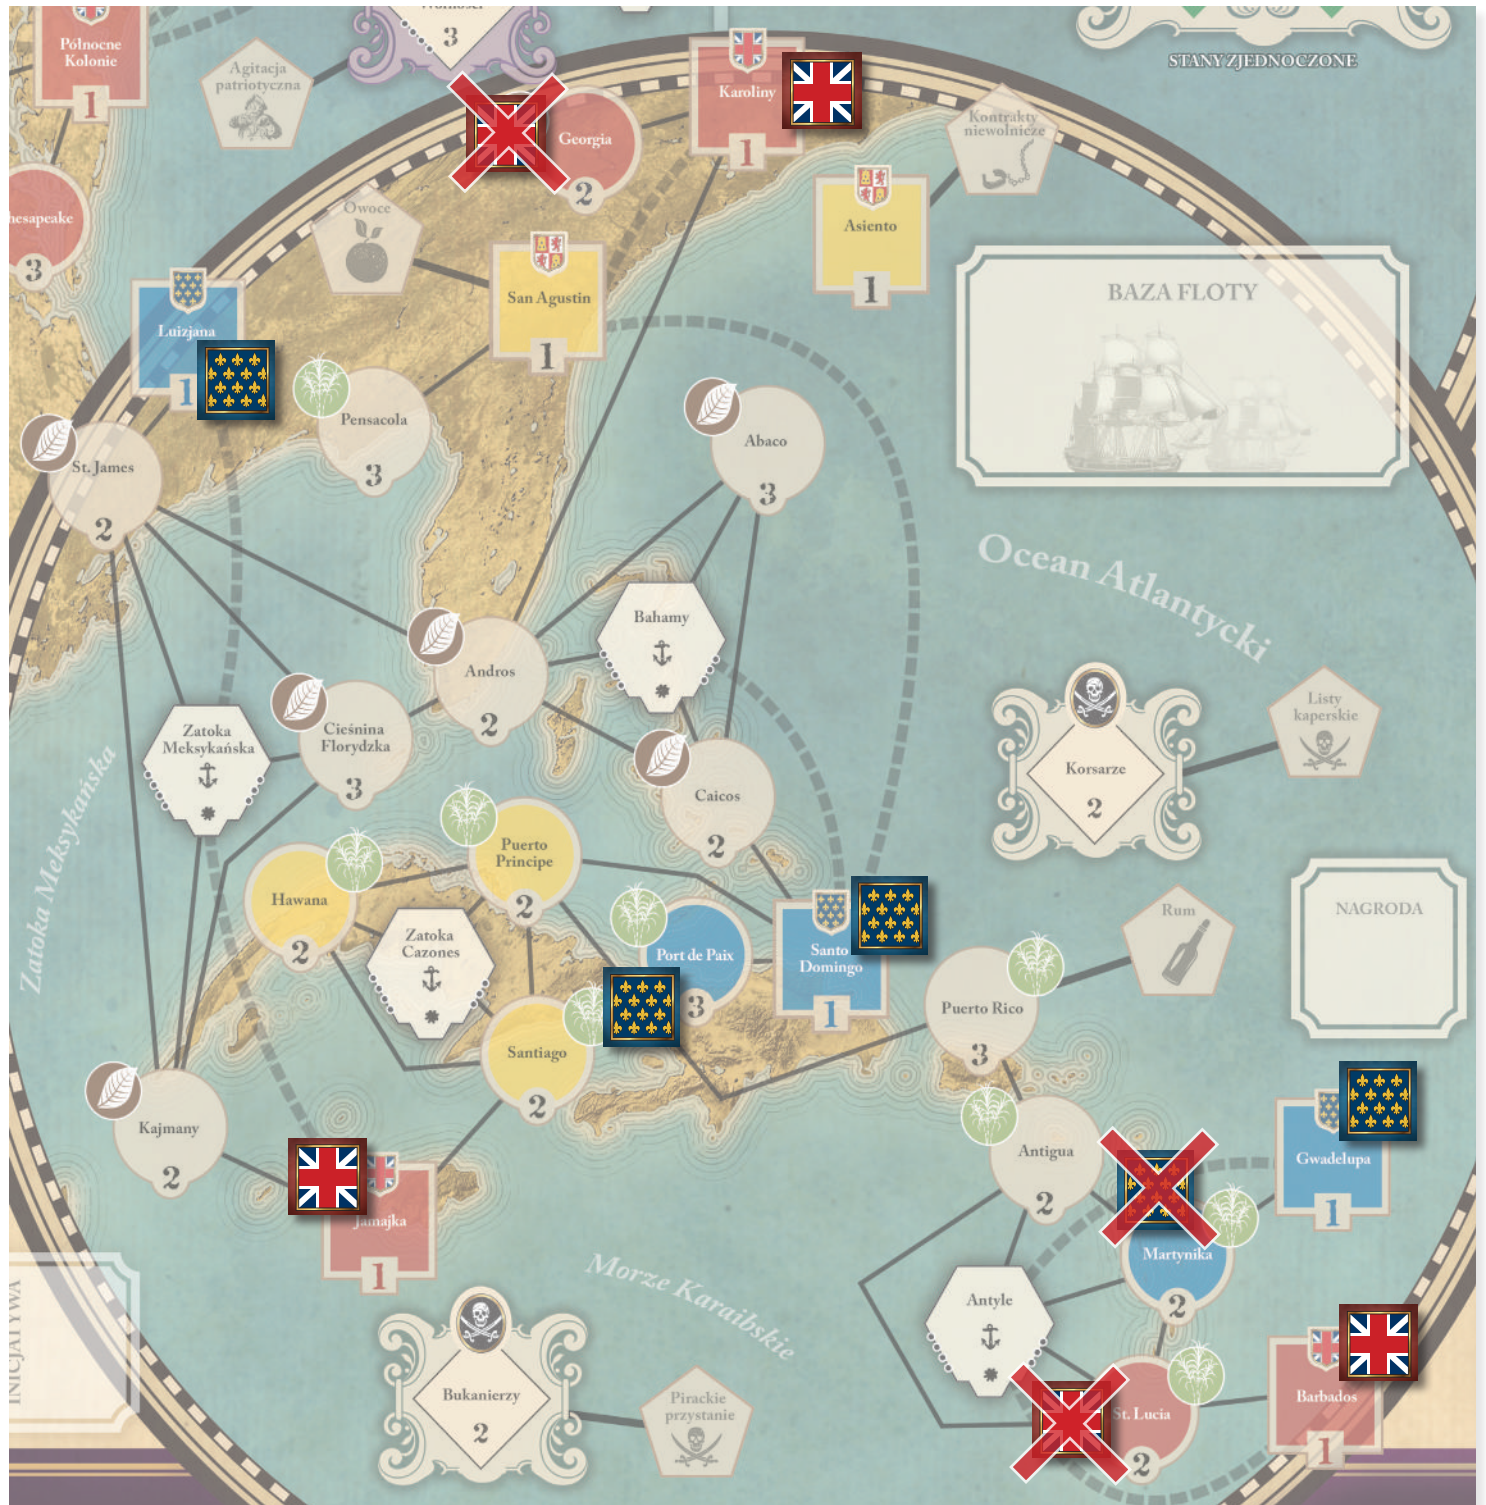 Wolności
3
Północne
Kolonie
1
Agitacja
patriotyczna
Georgia
2
Karoliny
1
STANY ZJEDNOCZONE
Kontrakty
niewolnicze
hesapeake
3
Owoce
Asiento
1
San Agustin
1
BAZA FLOTY
Luizjana
1
Pensacola
3
Abaco
3
St. James
2
Ocean Atlantycki
Bahamy
Andros
2
Zatoka
Meksykańska
Cieśnina
Florydzka
3
Listy
kaperskie
Korsarze
2
Caicos
2
Zatoka Meksykańska
Puerto
Principe
2
Hawana
2
Zatoka
Cazones
Port de Paix
3
Santo
Domingo
1
Rum
NAGRODA
Puerto Rico
3
Santiago
2
Kajmany
2
Jamajka
1
Antigua
2
Gwadelupa
1
Martynika
2
Morze Karaibskie
Antyle
INICJATYWA
Bukanierzy
2
Pirackie
przystanie
St. Lucia
2
Barbados
1